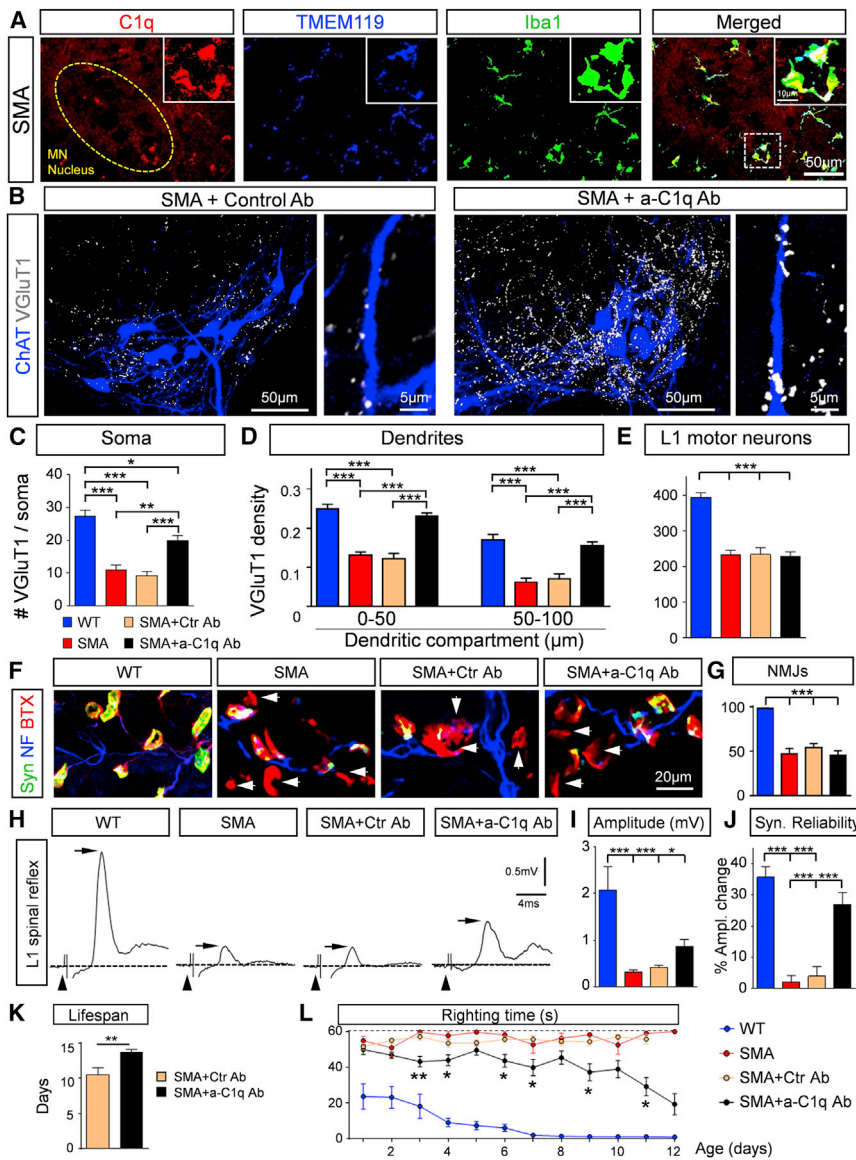 A
C1q TMEM119 Iba1 Merged
SMA
MN
Nucleus
10µm
50µm
B
SMA + Control Ab SMA + a-C1q Ab
ChAT VGluT1
50µm 5µm 50µm 5µm
C Soma
# VGluT1 / soma
40
30
20
10
0
* *** *** ** ***
WT SMA+Ctr Ab
SMA SMA+a-C1q Ab
D Dendrites
VGluT1 density
0.2
0.1
0
*** *** *** ***
*** *** *** ***
0-50 50-100
Dendritic compartment (µm)
E L1 motor neurons
400
300
200
100
0
***
F
WT SMA SMA+Ctr Ab SMA+a-C1q Ab
Syn NF BTX
20µm
G NMJs
100
50
0
***
H
WT SMA SMA+Ctr Ab SMA+a-C1q Ab
L1 spinal reflex
0.5mV
4ms
I Amplitude (mV)
3
2
1
0
*** *** *
J Syn. Reliability
% Ampl. change
40
30
20
10
0
*** ***
*** ***
K Lifespan
Days
15
10
5
0
**
SMA+Ctr Ab
SMA+a-C1q Ab
L Righting time (s)
60
40
20
0
** * * * * *
2 4 6 8 10 12 Age (days)
WT
SMA
SMA+Ctr Ab
SMA+a-C1q Ab